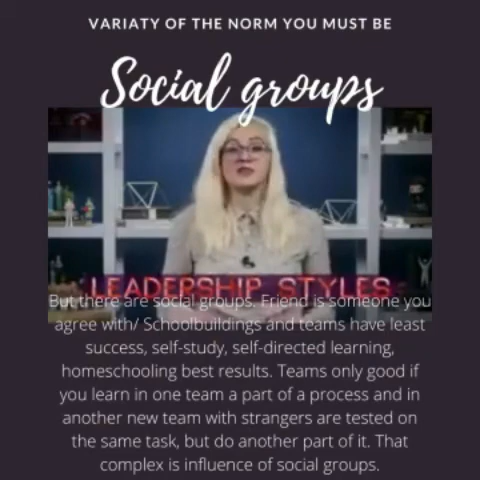 VARIATY OF THE NORM YOU MUST BE
Social groups
LEADERSHIP STYLES
But there are social groups. Friend is someone you
agree with/ Schoolbuildings and teams have least
success, self-study, self-directed learning,
homeschooling best results. Teams only good if
you learn in one team a part of a process and in
another new team with strangers are tested on
the same task, but do another part of it. That
complex is influence of social groups.